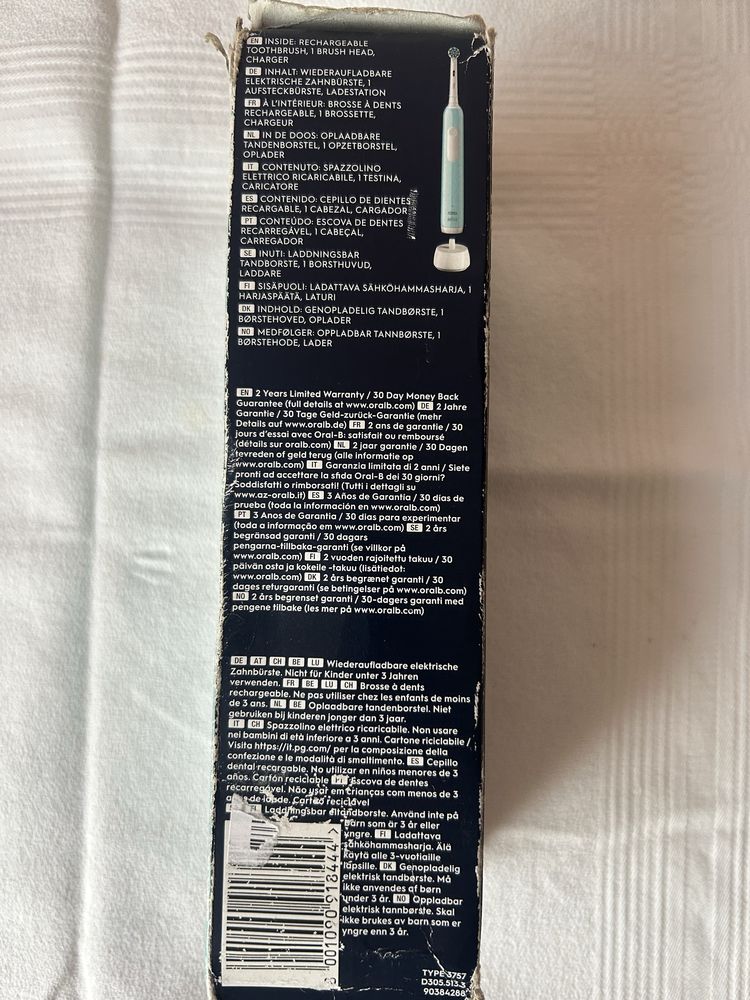 EN INSIDE: RECHARGEABLE
TOOTHBRUSH, 1 BRUSH HEAD,
CHARGER
DE INHALT: WIEDERAUFLADBARE
ELEKTRISCHE ZAHNBÜRSTE, 1
AUFSTECKBÜRSTE, LADESTATION
FR À L'INTÉRIEUR: BROSSE À DENTS
RECHARGEABLE, 1 BROSSETTE,
CHARGEUR
NL IN DE DOOS: OPLAADBARE
TANDENBORSTEL, 1 OPZETBORSTEL,
OPLADER
IT CONTENUTO: SPAZZOLINO
ELETTRICO RICARICABILE, 1 TESTINA,
CARICATORE
ES CONTENIDO: CEPILLO DE DIENTES
RECARGABLE, 1 CABEZAL, CARGADOR
PT CONTEÚDO: ESCOVA DE DENTES
RECARREGÁVEL, 1 CABEÇAL,
CARREGADOR
SE INUTI: LADDNINGSBAR
TANDBORSTE, 1 BORSTHUVUD,
LADDARE
FI SISÄPUOLI: LADATTAVA SÄHKÖHAMMASHARJA, 1
HARJASPÄÄTÄ, LATURI
DK INDHOLD: GENOPLADELIG TANDBØRSTE, 1
BØRSTEHOVED, OPLADER
NO MEDFØLGER: OPPLADBAR TANNBØRSTE, 1
BØRSTEHODE, LADER
EN 2 Years Limited Warranty / 30 Day Money Back
Guarantee (full details at www.oralb.com) DE 2 Jahre
Garantie / 30 Tage Geld-zurück-Garantie (mehr
Details auf www.oralb.de) FR 2 ans de garantie / 30
jours d'essai avec Oral-B: satisfait ou remboursé
(détails sur oralb.com) NL 2 jaar garantie / 30 Dagen
tevreden of geld terug (alle informatie op
www.oralb.com) IT Garanzia limitata di 2 anni / Siete
pronti ad accettare la sfida Oral-B dei 30 giorni?
Soddisfatti o rimborsati! (Tutti i dettagli su
www.az-oralb.it) ES 3 Años de Garantía / 30 días de
prueba (toda la información en www.oralb.com)
PT 3 Anos de Garantia / 30 dias para experimentar
(toda a informação em www.oralb.com) SE 2 års
begränsad garanti / 30 dagars
pengarna-tillbaka-garanti (se villkor på
www.oralb.com) FI 2 vuoden rajoitettu takuu / 30
päivän osta ja kokeile -takuu (lisätiedot:
www.oralb.com) DK 2 års begrænset garanti / 30
dages returgaranti (se betingelser på www.oralb.com)
NO 2 års begrenset garanti / 30-dagers garanti med
pengene tilbake (les mer på www.oralb.com)
DE AT CH BE LU Wiederaufladbare elektrische
Zahnbürste. Nicht für Kinder unter 3 Jahren
verwenden. FR BE LU CH Brosse à dents
rechargeable. Ne pas utiliser chez les enfants de moins
de 3 ans. NL BE Oplaadbare tandenborstel. Niet
gebruiken bij kinderen jonger dan 3 jaar.
IT CH Spazzolino elettrico ricaricabile. Non usare
nei bambini di età inferiore a 3 anni. Cartone riciclabile /
Visita https://it.pg.com/ per la composizione della
confezione e le modalità di smaltimento. ES Cepillo
dental recargable. No utilizar en niños menores de 3
años. Cartón reciclable PT Escova de dentes
recarregável. Não usar em crianças com menos de 3
de idade. Cartão reciclável
Laddningsbar eltandborste. Använd inte på
barn som är 3 år eller
yngre. FI Ladattava
sähköhammasharja. Älä
käytä alle 3-vuotiaille
lapsille. DK Genopladelig
elektrisk tandbørste. Må
ikke anvendes af børn
under 3 år. NO Oppladbar
elektrisk tannbørste. Skal
ikke brukes av barn som er
yngre enn 3 år.
001090 918444 >
TYPE 3757
D305.513.3
90384288